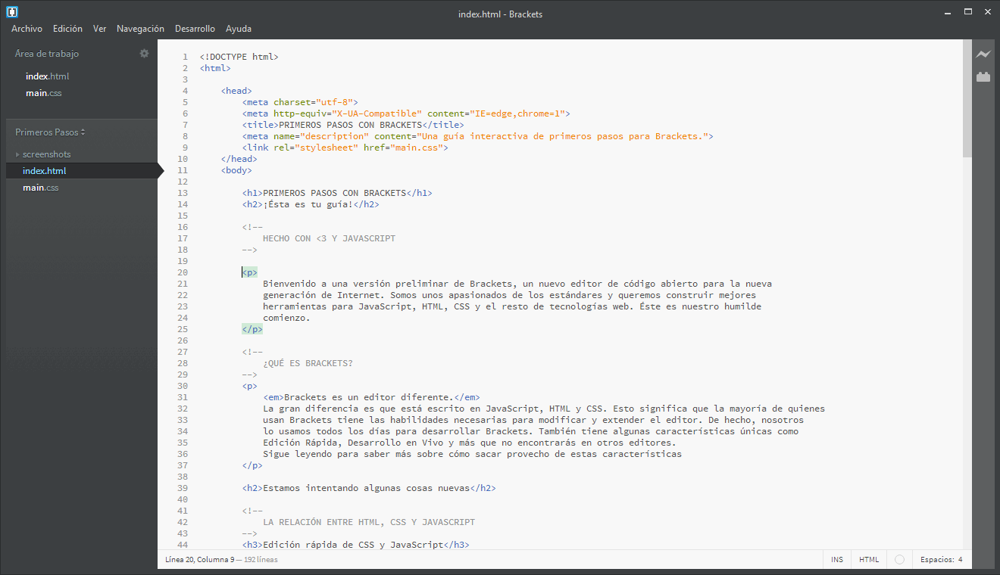 index.html - Brackets
Archivo Edición Ver Navegación Desarrollo Ayuda
Área de trabajo
index.html
main.css
Primeros Pasos
screenshots
index.html
main.css
1 <!DOCTYPE html>
2 <html>
3
4 <head>
5 <meta charset="utf-8">
6 <meta http-equiv="X-UA-Compatible" content="IE=edge,chrome=1">
7 <title>PRIMEROS PASOS CON BRACKETS</title>
8 <meta name="description" content="Una guía interactiva de primeros pasos para Brackets.">
9 <link rel="stylesheet" href="main.css">
10 </head>
11 <body>
12
13 <h1>PRIMEROS PASOS CON BRACKETS</h1>
14 <h2>¡Ésta es tu guía!</h2>
15
16 <!--
17 HECHO CON <3 Y JAVASCRIPT
18 -->
19
20 <p>
21 Bienvenido a una versión preliminar de Brackets, un nuevo editor de código abierto para la nueva
22 generación de Internet. Somos unos apasionados de los estándares y queremos construir mejores
23 herramientas para JavaScript, HTML, CSS y el resto de tecnologías web. Éste es nuestro humilde
24 comienzo.
25 </p>
26
27 <!--
28 ¿QUÉ ES BRACKETS?
29 -->
30 <p>
31 <em>Brackets es un editor diferente.</em>
32 La gran diferencia es que está escrito en JavaScript, HTML y CSS. Esto significa que la mayoría de quienes
33 usan Brackets tiene las habilidades necesarias para modificar y extender el editor. De hecho, nosotros
34 lo usamos todos los días para desarrollar Brackets. También tiene algunas características únicas como
35 Edición Rápida, Desarrollo en Vivo y más que no encontrarás en otros editores.
36 Sigue leyendo para saber más sobre cómo sacar provecho de estas características
37 </p>
38
39 <h2>Estamos intentando algunas cosas nuevas</h2>
40
41 <!--
42 LA RELACIÓN ENTRE HTML, CSS Y JAVASCRIPT
43 -->
44 <h3>Edición rápida de CSS y JavaScript</h3>
Línea 20, Columna 9 — 192 líneas INS HTML Espacios: 4